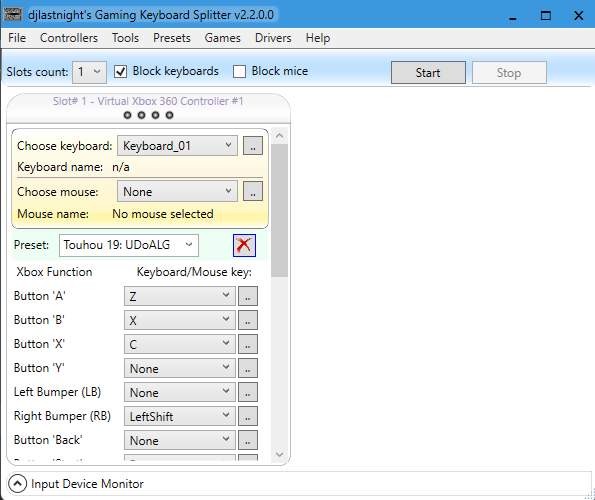 djlastnight's Gaming Keyboard Splitter v2.2.0.0
File Controllers Tools Presets Games Drivers Help
Slots count: 1 Block keyboards Block mice Start Stop
Slot# 1 - Virtual Xbox 360 Controller #1
Choose keyboard: Keyboard_01 ..
Keyboard name: n/a
Choose mouse: None ..
Mouse name: No mouse selected
Preset: Touhou 19: UDoALG
Xbox Function Keyboard/Mouse key:
Button 'A' Z ..
Button 'B' X ..
Button 'X' C ..
Button 'Y' None ..
Left Bumper (LB) None ..
Right Bumper (RB) LeftShift ..
Button 'Back' None ..
Input Device Monitor